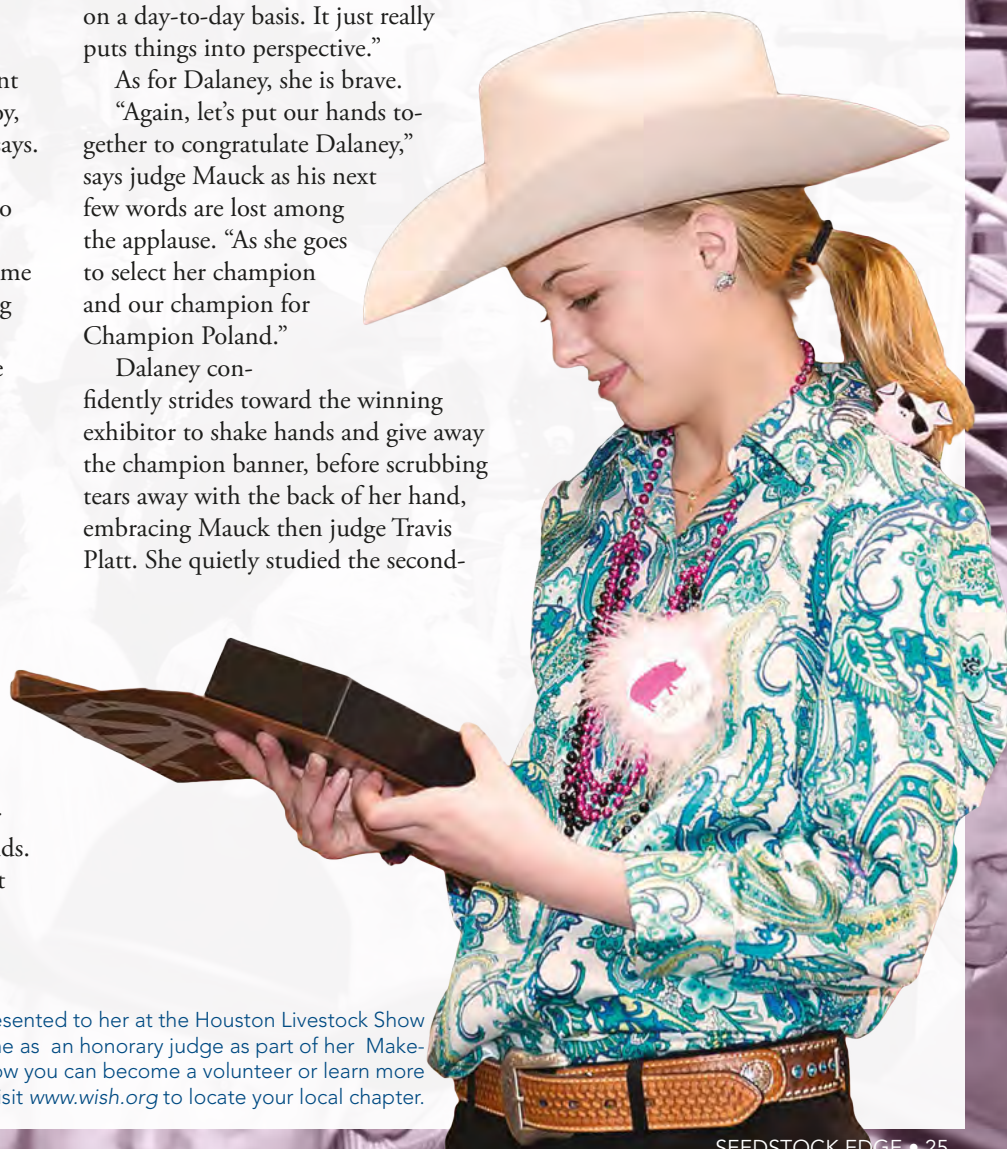 nt
says.
o
me
g
e
ds.
t
on a day-to-day basis. It just really
puts things into perspective.”
As for Dalaney, she is brave.
“Again, let’s put our hands to-
gether to congratulate Dalaney,”
says judge Mauck as his next
few words are lost among
the applause. “As she goes
to select her champion
and our champion for
Champion Poland.”
Dalaney con-
fidently strides toward the winning
exhibitor to shake hands and give away
the champion banner, before scrubbing
tears away with the back of her hand,
embracing Mauck then judge Travis
Platt. She quietly studied the second-
esented to her at the Houston Livestock Show
ne as an honorary judge as part of her Make-
ow you can become a volunteer or learn more
isit www.wish.org to locate your local chapter.
SEEDSTOCK EDGE • 25